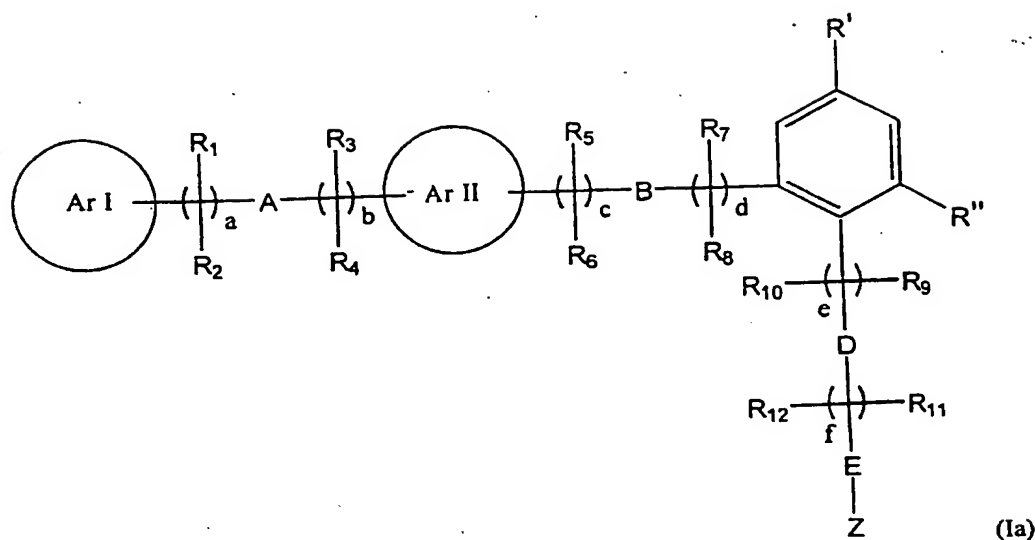 R'
R1 R3 R5 R7
Ar I ( ) a A ( ) b - Ar II ( ) c B ( ) d
R2 R4 R6 R8
R''
R10 ( ) e R9
D
R12 ( ) f R11
E
Z
(Ia)